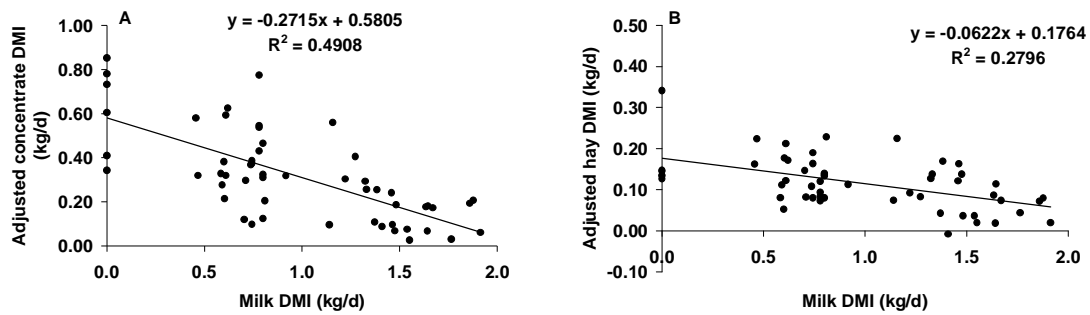 A
y = -0.2715x + 0.5805
R² = 0.4908
Adjusted concentrate DMI
(kg/d)
1.00
0.80
0.60
0.40
0.20
0.00
0.0 0.5 1.0 1.5 2.0
Milk DMI (kg/d)
B
y = -0.0622x + 0.1764
R² = 0.2796
Adjusted hay DMI (kg/d)
0.50
0.40
0.30
0.20
0.10
0.00
-0.10
0.0 0.5 1.0 1.5 2.0
Milk DMI (kg/d)